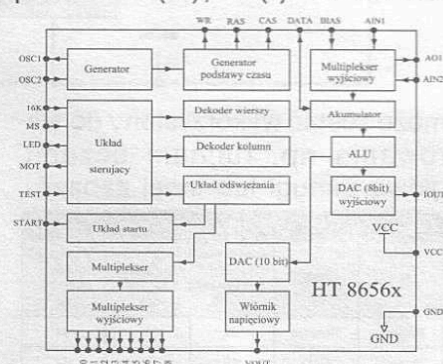 WR RAS CAS DATA BIAS AIN1
OSC1
OSC2
Generator
Generator
podstawy czasu
Multiplekser
wyjściowy
AO1
AIN2
16K
MS
LED
MOT
TEST
Układ
sterujacy
Dekoder wierszy
Dekoder kolumn
Układ odświeżania
Akumulator
ALU
DAC (8bit)
wyjściowy
IOUT
START
Układ startu
VCC
VCC
Multiplekser
DAC (10 bit)
HT 8656x
Multiplekser
wyjściowy
Wtórnik
napięciowy
GND
GND
VOUT